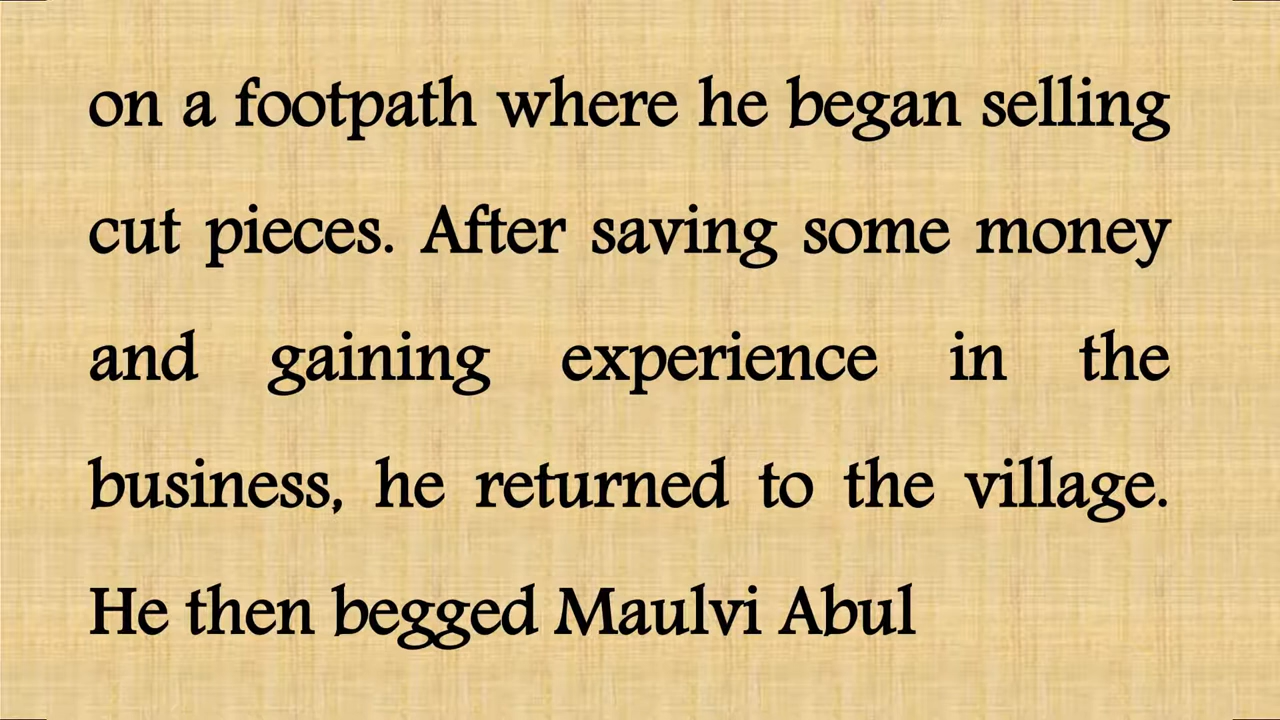 on a footpath where he began selling
cut pieces. After saving some money
and gaining experience in the
business, he returned to the village.
He then begged Maulvi Abul